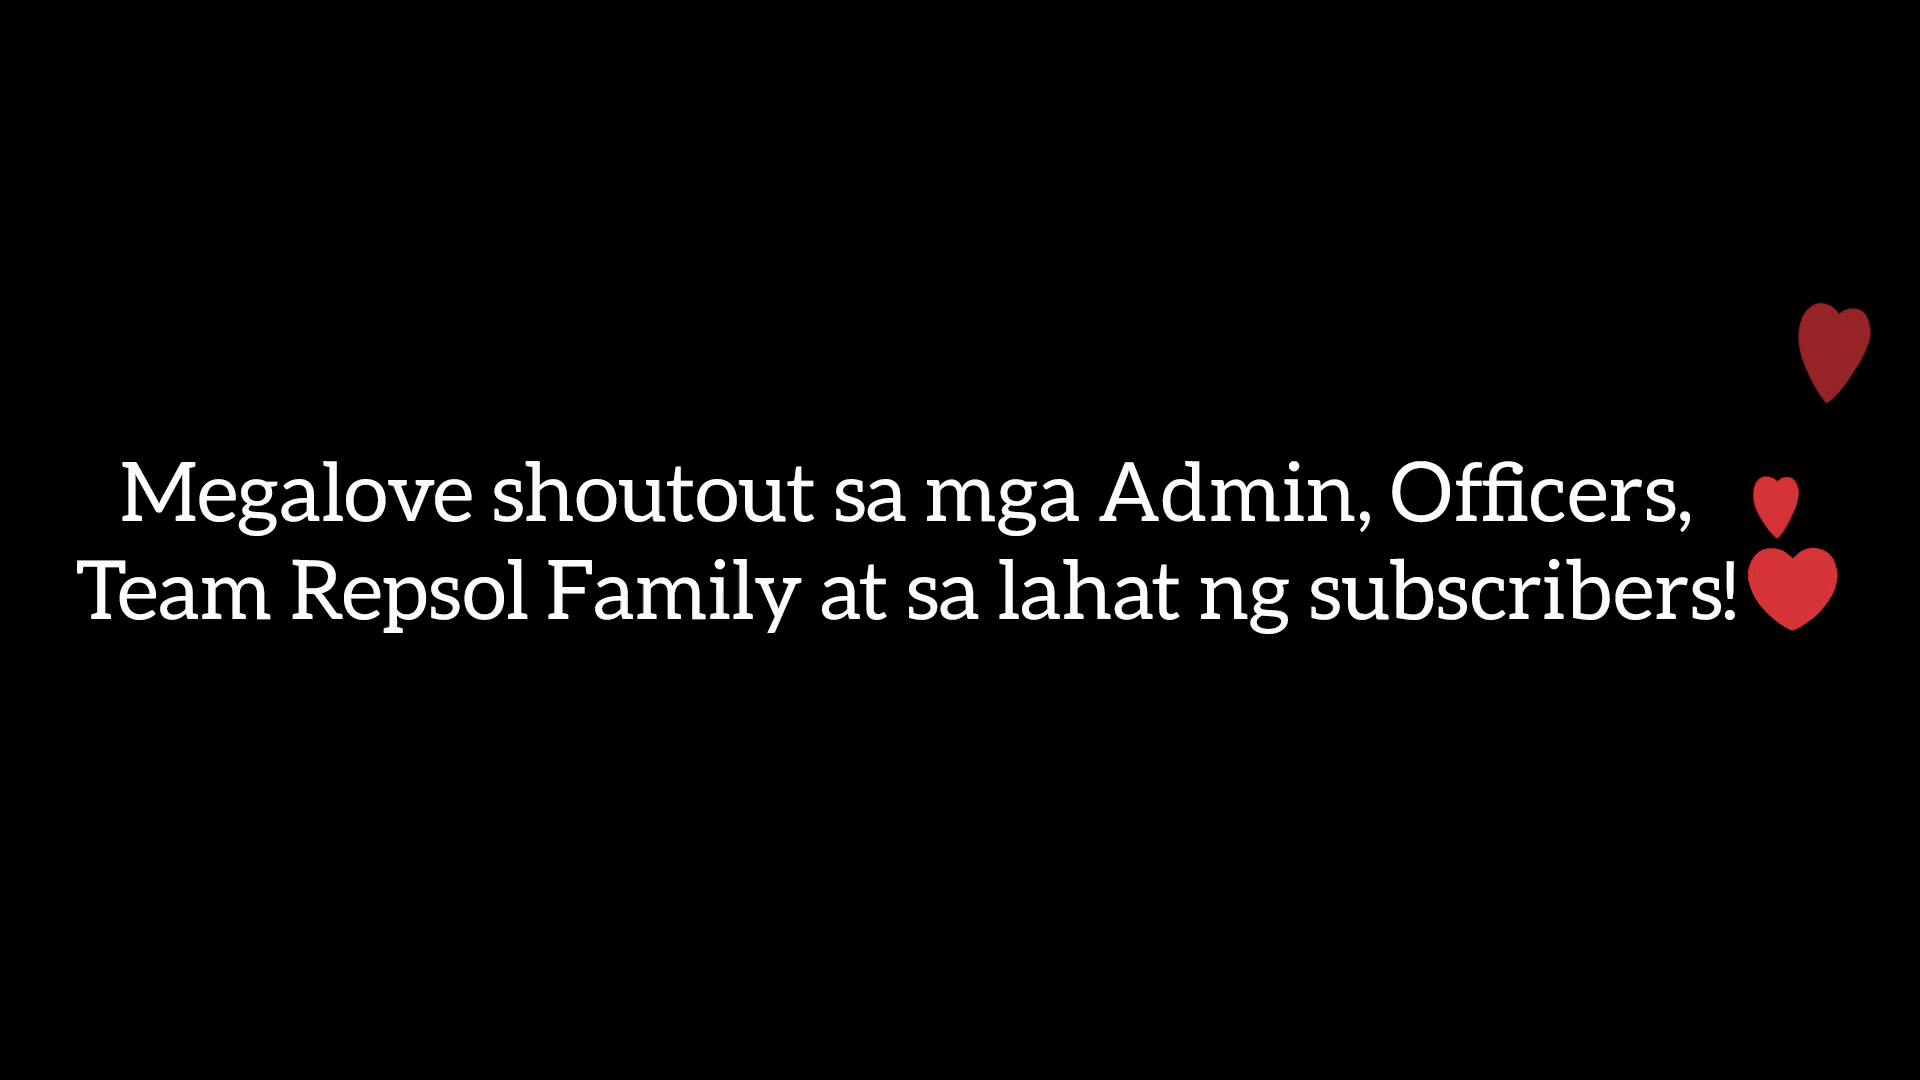 Megalove shoutout sa mga Admin, Officers,
Team Repsol Family at sa lahat ng subscribers!